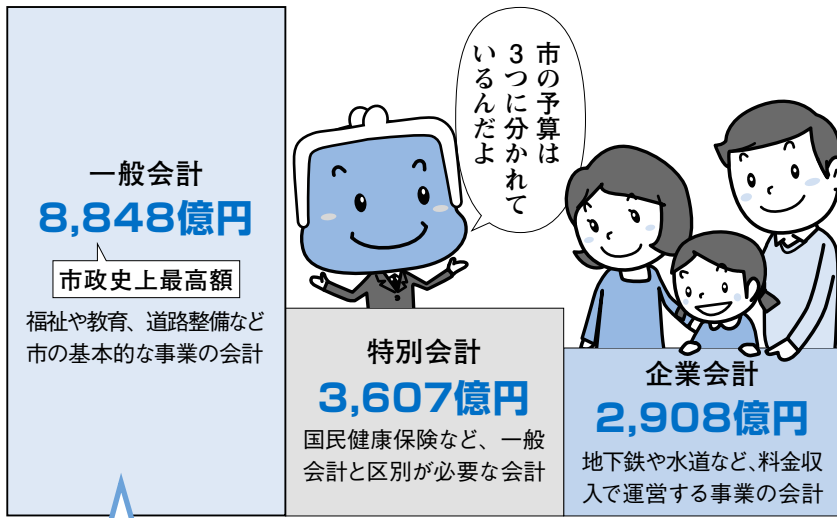 市の予算は
3つに分かれて
いるんだよ
一般会計
8,848億円
市政史上最高額
福祉や教育、道路整備など
市の基本的な事業の会計
特別会計
3,607億円
国民健康保険など、一般
会計と区別が必要な会計
企業会計
2,908億円
地下鉄や水道など、料金収
入で運営する事業の会計